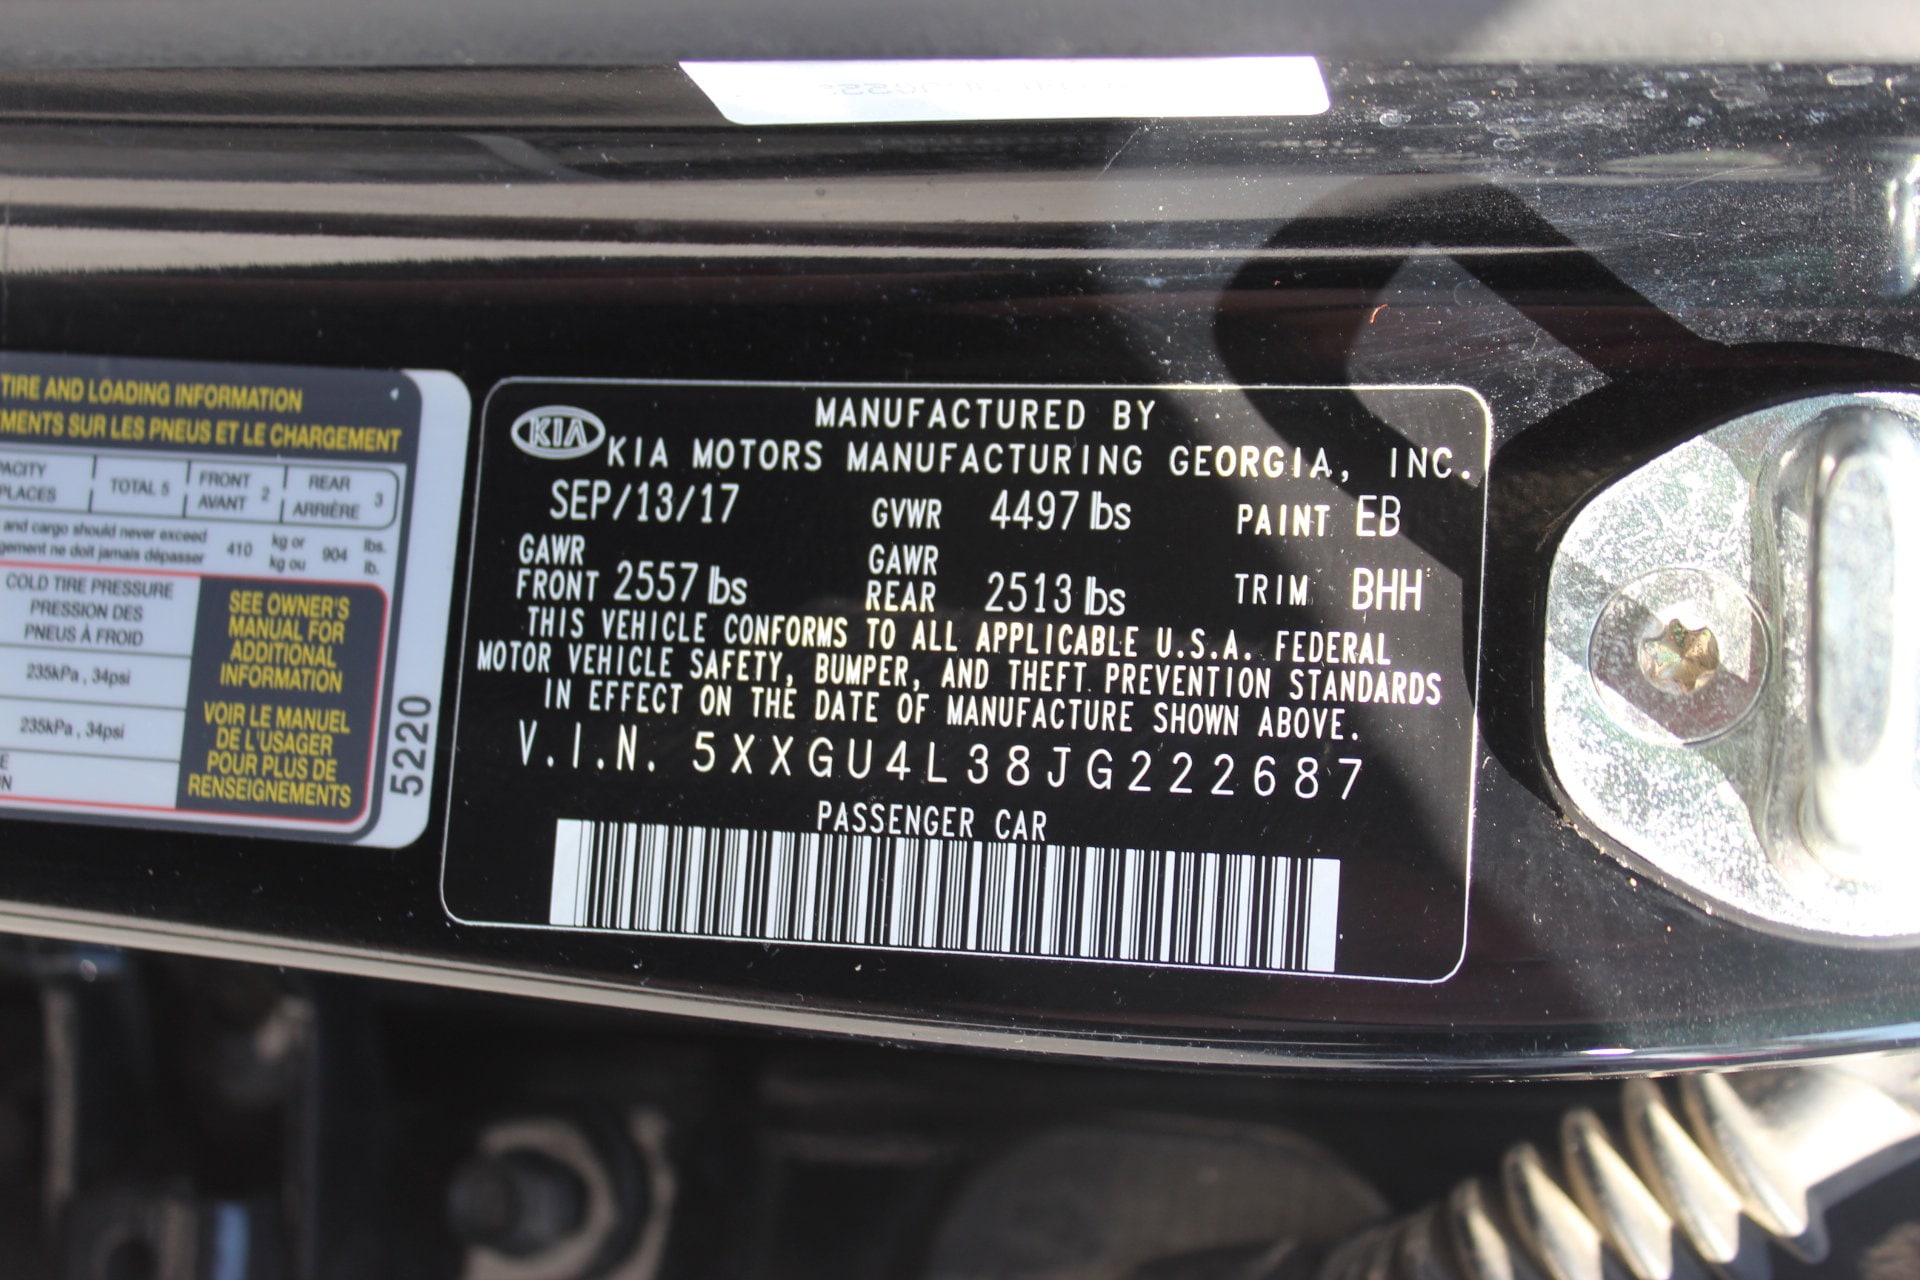 TIRE AND LOADING INFORMATION
SUR LES PNEUS ET LE CHARGEMENT
TOTAL 5
FRONT
AVANT
2
REAR
ARRIÈRE
3
and cargo should never exceed
ne doit jamais dépasser
410
kg or
kg ou
904
lbs.
lb.
COLD TIRE PRESSURE
PRESSION DES
PNEUS À FROID
235kPa , 34psi
235kPa , 34psi
SEE OWNER'S
MANUAL FOR
ADDITIONAL
INFORMATION
VOIR LE MANUEL
DE L'USAGER
POUR PLUS DE
RENSEIGNEMENTS
5220
KIA
MANUFACTURED BY
KIA MOTORS MANUFACTURING GEORGIA, INC.
SEP/13/17 GVWR 4497 lbs PAINT EB
GAWR FRONT 2557 lbs GAWR REAR 2513 lbs TRIM BHH
THIS VEHICLE CONFORMS TO ALL APPLICABLE U.S.A. FEDERAL
MOTOR VEHICLE SAFETY, BUMPER, AND THEFT PREVENTION STANDARDS
IN EFFECT ON THE DATE OF MANUFACTURE SHOWN ABOVE.
V.I.N. 5XXGU4L38JG222687
PASSENGER CAR